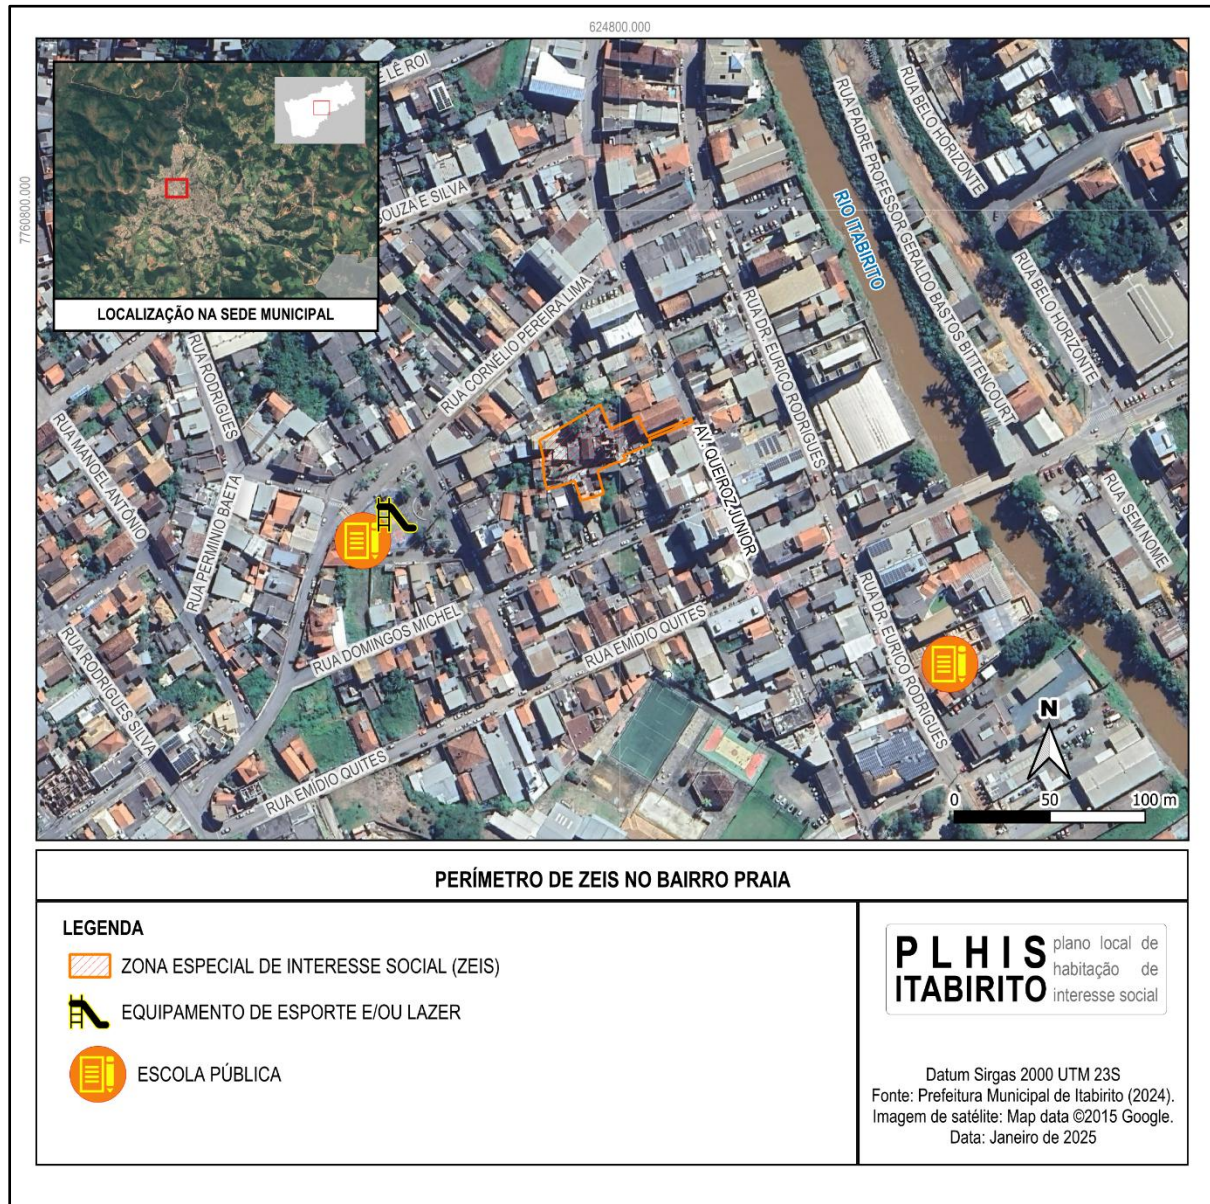 624800.000
7760800.000
LÊ ROI
RUA BELO HORIZONTE
RUA PADRE PROFESSOR GERALDO BASTOS BITTENCOURT
SOUZA E SILVA
RIO ITABIRITO
LOCALIZAÇÃO NA SEDE MUNICIPAL
RUA CORNÉLIO PEREIRA LIMA
RUA DR. EURICO RODRIGUES
RUA BELO HORIZONTE
RUA RODRIGUES
RUA MANOEL ANTÔNIO
RUA PERMINIO BAETA
AV. QUEIROZ JUNIOR
RUA SEM NOME
RUA DOMINGOS MICHEL
RUA EMÍDIO QUITES
RUA DR. EURICO RODRIGUES
RUA RODRIGUES SILVA
RUA EMÍDIO QUITES
N
0 50 100 m
PERÍMETRO DE ZEIS NO BAIRRO PRAIA
LEGENDA
ZONA ESPECIAL DE INTERESSE SOCIAL (ZEIS)
EQUIPAMENTO DE ESPORTE E/OU LAZER
ESCOLA PÚBLICA
PLHIS
ITABIRITO
plano local de
habitação de
interesse social
Datum Sirgas 2000 UTM 23S
Fonte: Prefeitura Municipal de Itabirito (2024).
Imagem de satélite: Map data ©2015 Google.
Data: Janeiro de 2025